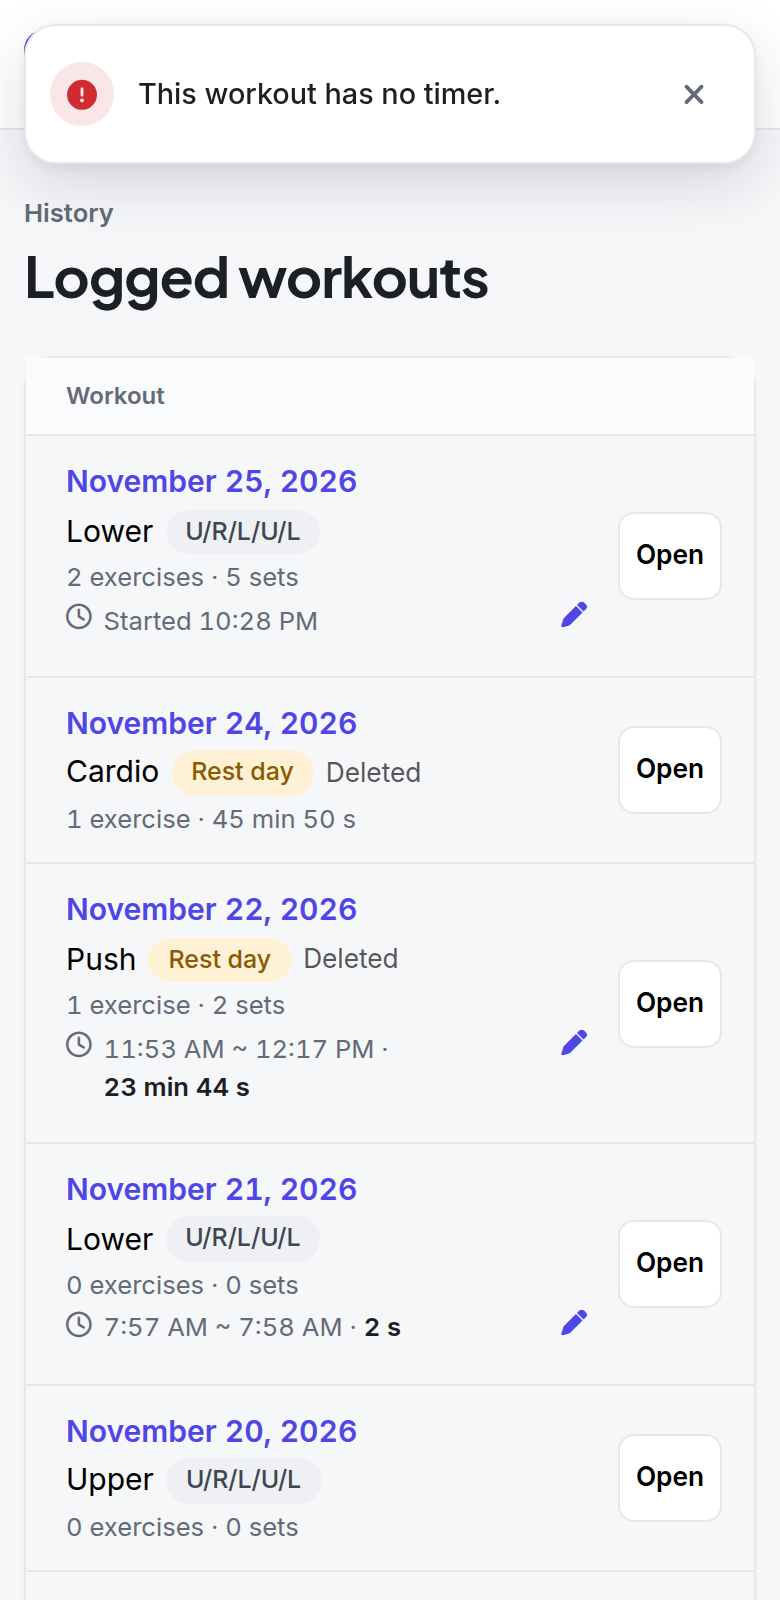 This workout has no timer.
History
Logged workouts
Workout
November 25, 2026
Lower U/R/L/U/L
2 exercises · 5 sets
Started 10:28 PM
Open
November 24, 2026
Cardio Rest day Deleted
1 exercise · 45 min 50 s
Open
November 22, 2026
Push Rest day Deleted
1 exercise · 2 sets
11:53 AM ~ 12:17 PM ·
23 min 44 s
Open
November 21, 2026
Lower U/R/L/U/L
0 exercises · 0 sets
7:57 AM ~ 7:58 AM · 2 s
Open
November 20, 2026
Upper U/R/L/U/L
0 exercises · 0 sets
Open